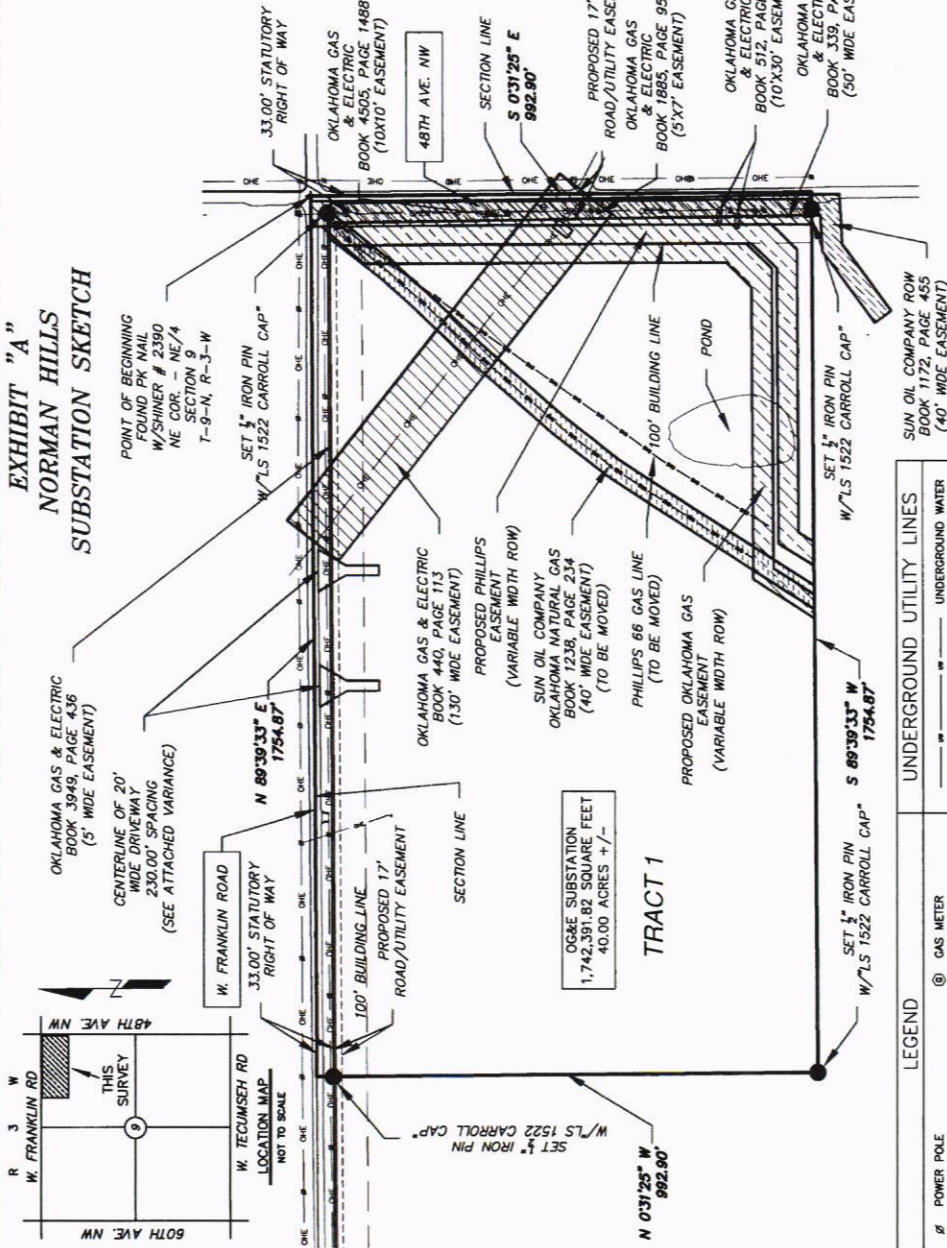 EXHIBIT "A"
NORMAN HILLS
SUBSTATION SKETCH
R 3 W
W. FRANKLIN RD
60TH AVE. NW
48TH AVE. NW
THIS
SURVEY
9
W. TECUMSEH RD
LOCATION MAP
NOT TO SCALE
N
OKLAHOMA GAS & ELECTRIC
BOOK 3949, PAGE 436
(5' WIDE EASEMENT)
CENTERLINE OF 20'
WIDE DRIVEWAY
230.00' SPACING
(SEE ATTACHED VARIANCE)
N 89°39'33" E
1754.87'
W. FRANKLIN ROAD
33.00' STATUTORY
RIGHT OF WAY
100' BUILDING LINE
PROPOSED 17'
ROAD/UTILITY EASEMENT
SECTION LINE
POINT OF BEGINNING
FOUND PK NAIL
W/SHINER # 2390
NE COR. - NE/4
SECTION 9
T-9-N, R-3-W
SET ½" IRON PIN
W/"LS 1522 CARROLL CAP"
33.00' STATUTORY
RIGHT OF WAY
OKLAHOMA GAS
& ELECTRIC
BOOK 4505, PAGE 1488
(10X10' EASEMENT)
48TH AVE. NW
SECTION LINE
S 0°31'25" E
992.90'
PROPOSED 17'
ROAD/UTILITY EASE
OKLAHOMA GAS
& ELECTRIC
BOOK 1885, PAGE 95
(5'X7' EASEMENT)
OKLAHOMA GA
& ELECTRIC
BOOK 512, PAG
(10'X30' EASEM
OKLAHOMA
& ELECT
BOOK 339, PA
(50' WIDE EAS
OHE OHE OHE OHE OHE OHE
OKLAHOMA GAS & ELECTRIC
BOOK 440, PAGE 113
(130' WIDE EASEMENT)
PROPOSED PHILLIPS
EASEMENT
(VARIABLE WIDTH ROW)
SUN OIL COMPANY
OKLAHOMA NATURAL GAS
BOOK 1238, PAGE 234
(40' WIDE EASEMENT)
(TO BE MOVED)
PHILLIPS 66 GAS LINE
(TO BE MOVED)
PROPOSED OKLAHOMA GAS
EASEMENT
(VARIABLE WIDTH ROW)
100' BUILDING LINE
POND
OG&E SUBSTATION
1,742,391.82 SQUARE FEET
40.00 ACRES +/-
TRACT 1
SET ½" IRON PIN
W/"LS 1522 CARROLL CAP"
N 0°31'25" W
992.90'
SET ½" IRON PIN
W/"LS 1522 CARROLL CAP"
S 89°39'33" W
1754.87'
SET ½" IRON PIN
W/"LS 1522 CARROLL CAP"
SUN OIL COMPANY ROW
BOOK 1172, PAGE 455
(40' WIDE EASEMENT)
LEGEND
UNDERGROUND UTILITY LINES
Ø POWER POLE
G GAS METER
UNDERGROUND WATER